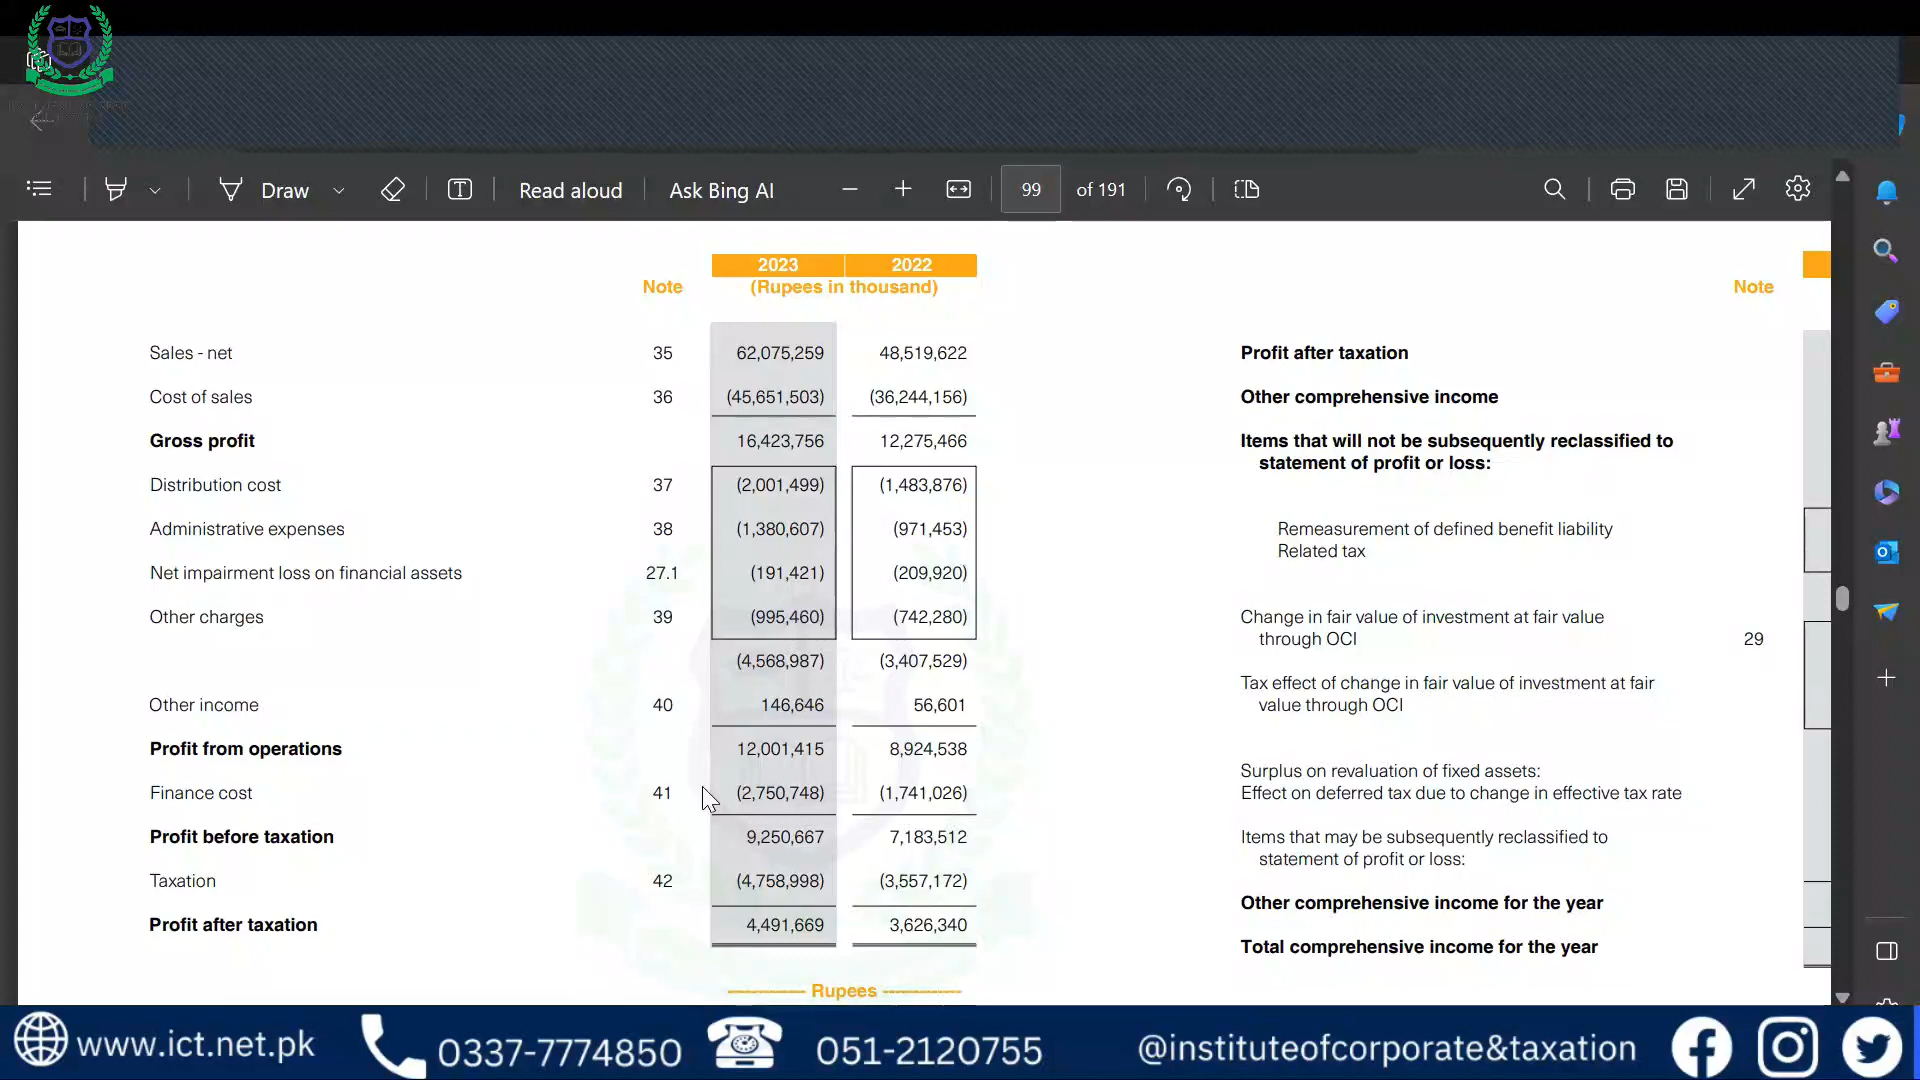 Draw
Read aloud
Ask Bing AI
99 of 191
2023 2022
Note (Rupees in thousand)
Sales - net 35 62,075,259 48,519,622
Cost of sales 36 (45,651,503) (36,244,156)
Gross profit 16,423,756 12,275,466
Distribution cost 37 (2,001,499) (1,483,876)
Administrative expenses 38 (1,380,607) (971,453)
Net impairment loss on financial assets 27.1 (191,421) (209,920)
Other charges 39 (995,460) (742,280)
(4,568,987) (3,407,529)
Other income 40 146,646 56,601
Profit from operations 12,001,415 8,924,538
Finance cost 41 (2,750,748) (1,741,026)
Profit before taxation 9,250,667 7,183,512
Taxation 42 (4,758,998) (3,557,172)
Profit after taxation 4,491,669 3,626,340
Rupees
Note
Profit after taxation
Other comprehensive income
Items that will not be subsequently reclassified to
statement of profit or loss:
Remeasurement of defined benefit liability
Related tax
Change in fair value of investment at fair value
through OCI 29
Tax effect of change in fair value of investment at fair
value through OCI
Surplus on revaluation of fixed assets:
Effect on deferred tax due to change in effective tax rate
Items that may be subsequently reclassified to
statement of profit or loss:
Other comprehensive income for the year
Total comprehensive income for the year
www.ict.net.pk 0337-7774850 051-2120755 @instituteofcorporate&taxation